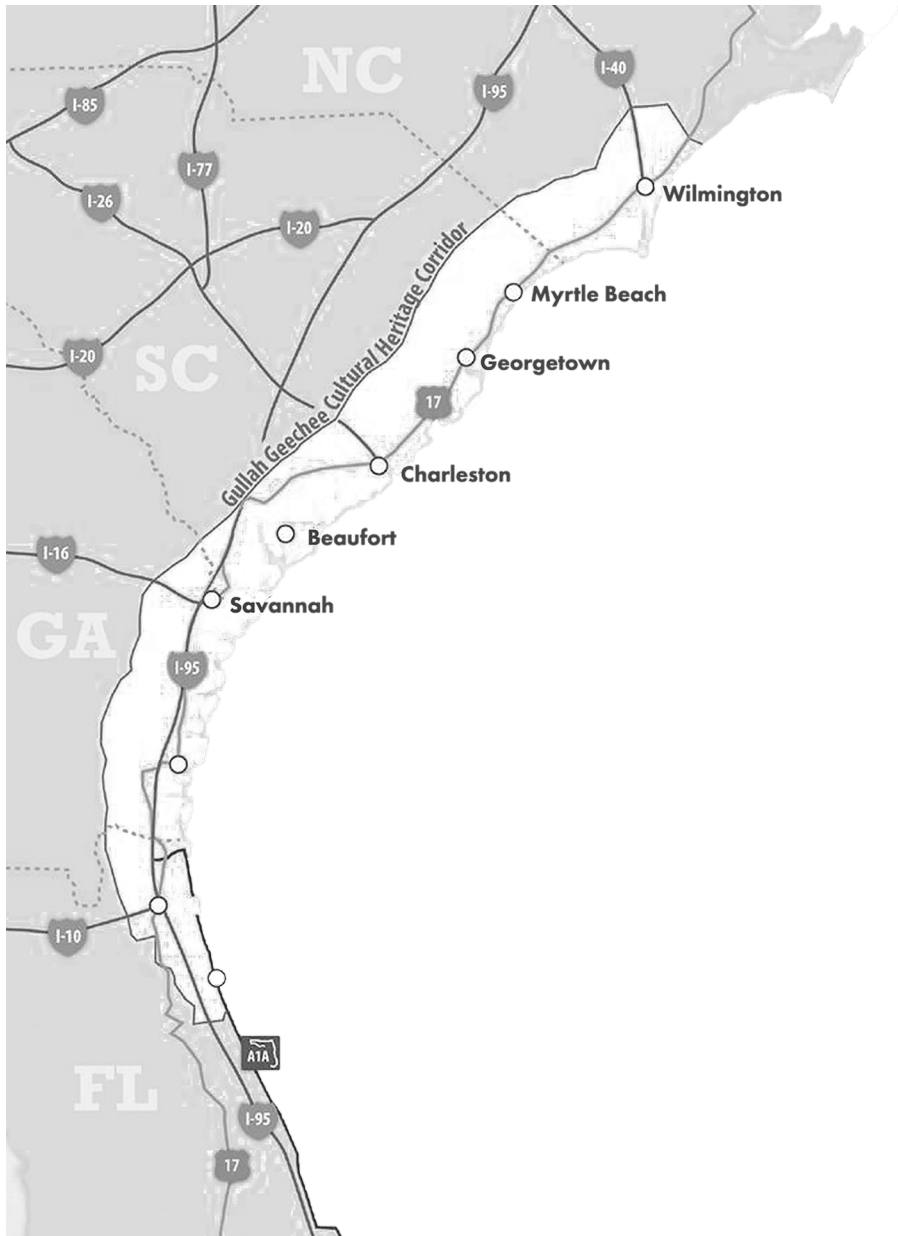 NC
I-40
I-95
I-85
I-77
I-26
Wilmington
I-20
Gullah Geechee Cultural Heritage Corridor
Myrtle Beach
I-20
SC
Georgetown
17
Charleston
Beaufort
I-16
Savannah
GA
I-95
I-10
A1A
FL
I-95
17